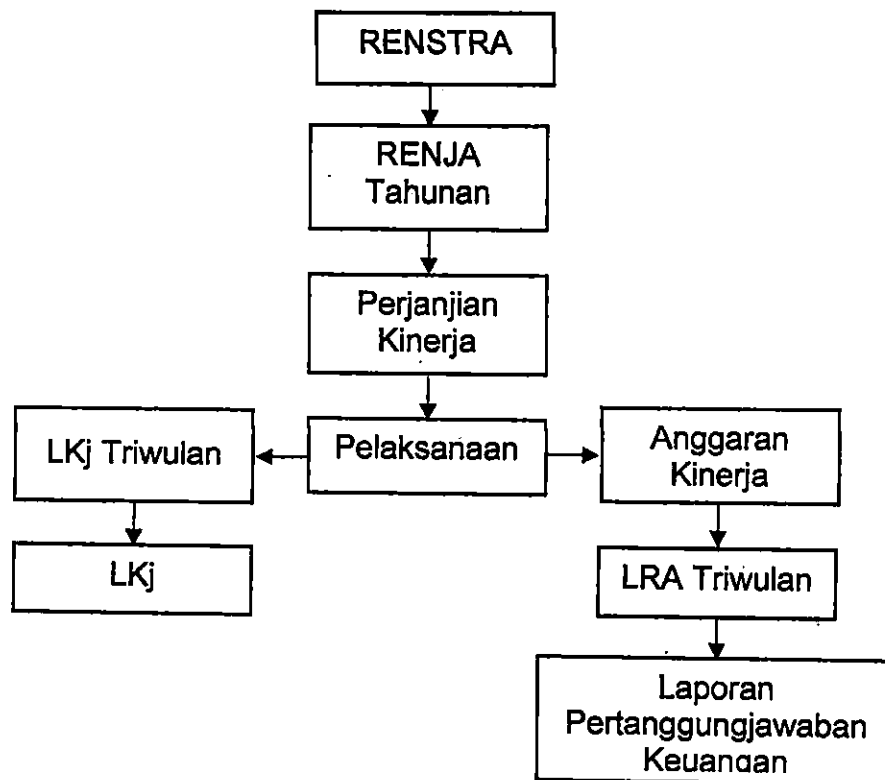 RENSTRA
RENJA
Tahunan
Perjanjian
Kinerja
LKj Triwulan
Pelaksanaan
Anggaran
Kinerja
LKj
LRA Triwulan
Laporan
Pertanggungjawaban
Keuangan